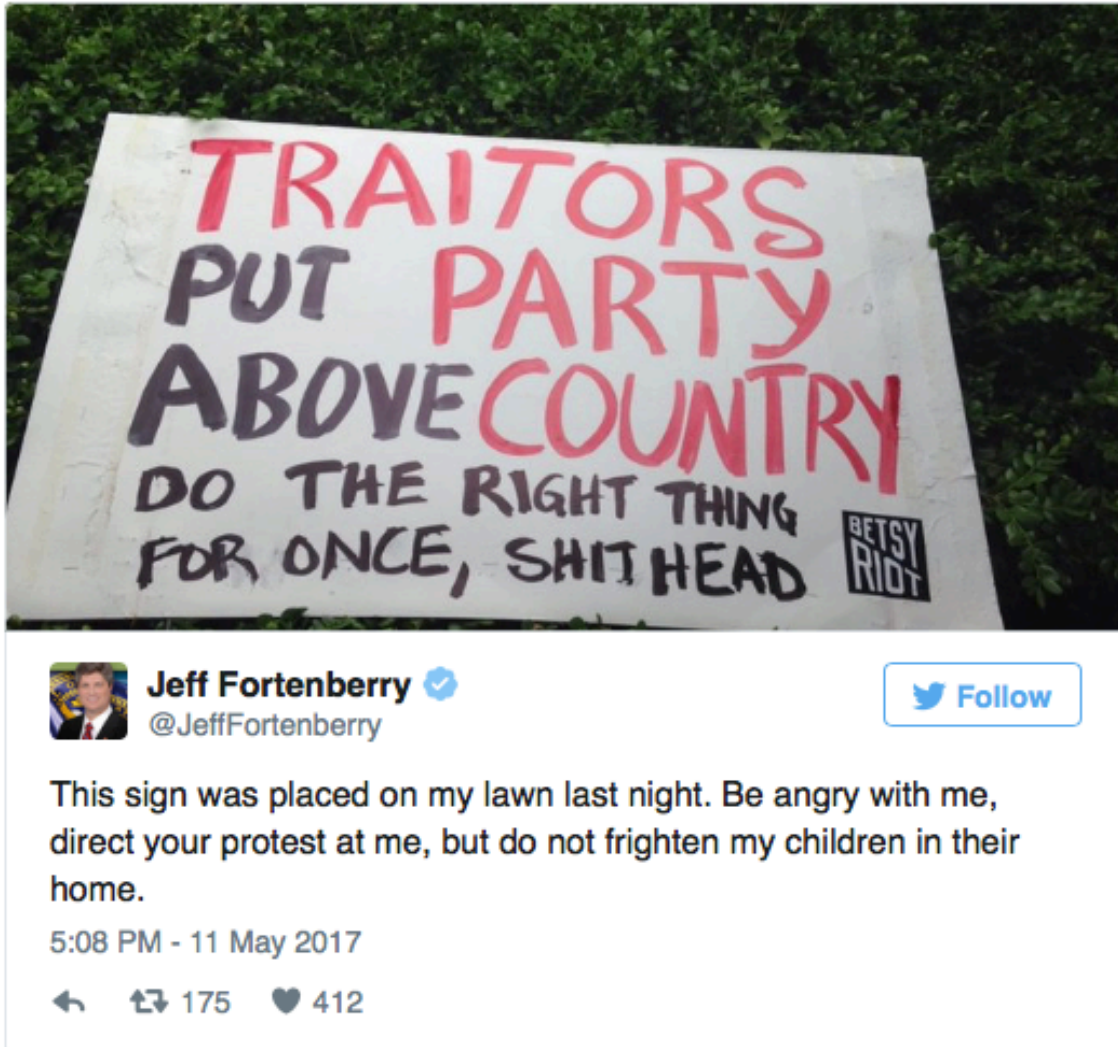 TRAITORS
PUT PARTY
ABOVE COUNTRY
DO THE RIGHT THING
FOR ONCE, SHIT HEAD
BETSY
RIOT
Jeff Fortenberry
@JeffFortenberry
Follow
This sign was placed on my lawn last night. Be angry with me,
direct your protest at me, but do not frighten my children in their
home.
5:08 PM - 11 May 2017
175 412